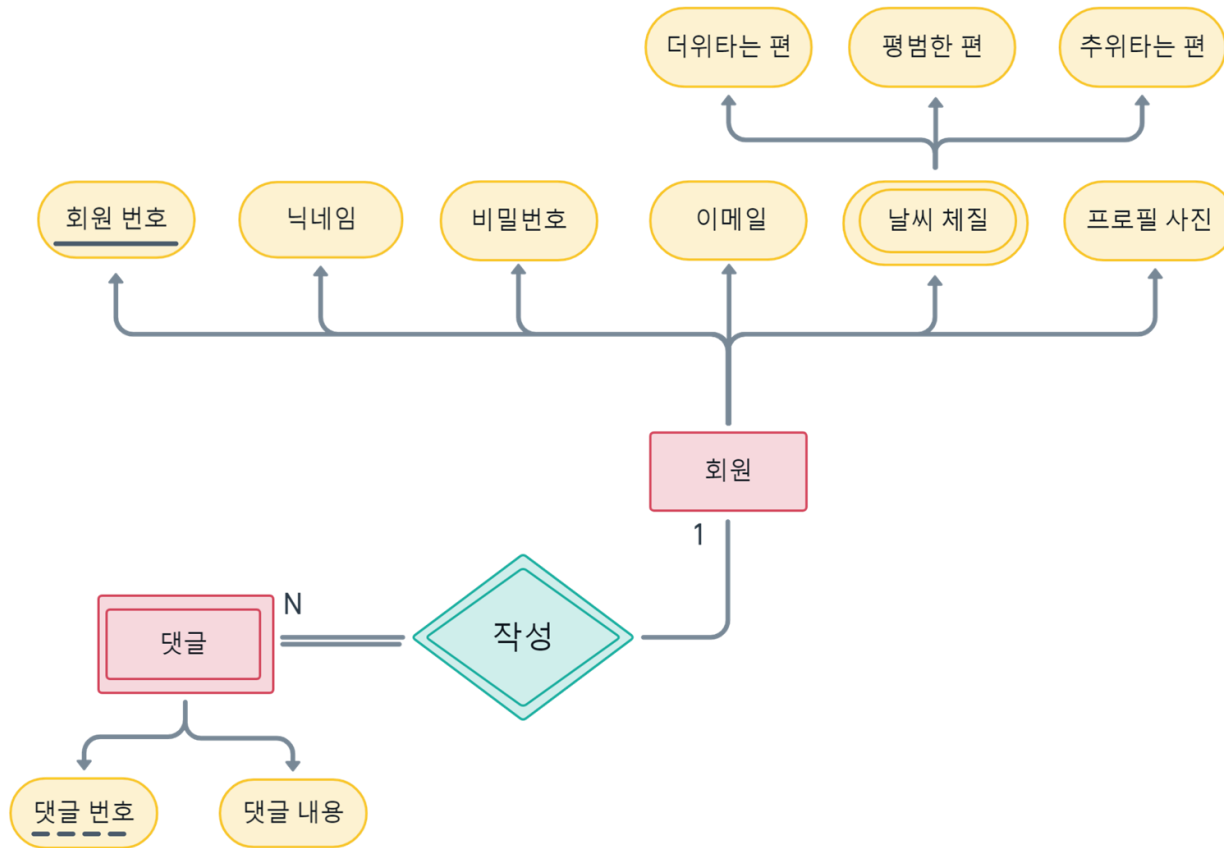 더위타는 편
평범한 편
추위타는 편
회원 번호
닉네임
비밀번호
이메일
날씨 체질
프로필 사진
회원
1
N
작성
댓글
댓글 번호
댓글 내용